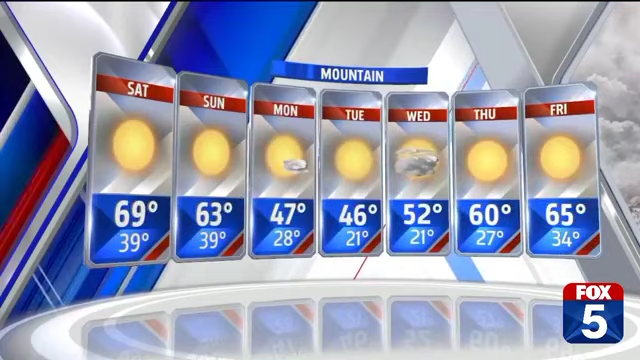 MOUNTAIN
SAT SUN MON TUE WED THU FRI
69° 63° 47° 46° 52° 60° 65°
39° 39° 28° 21° 21° 27° 34°
FOX
5